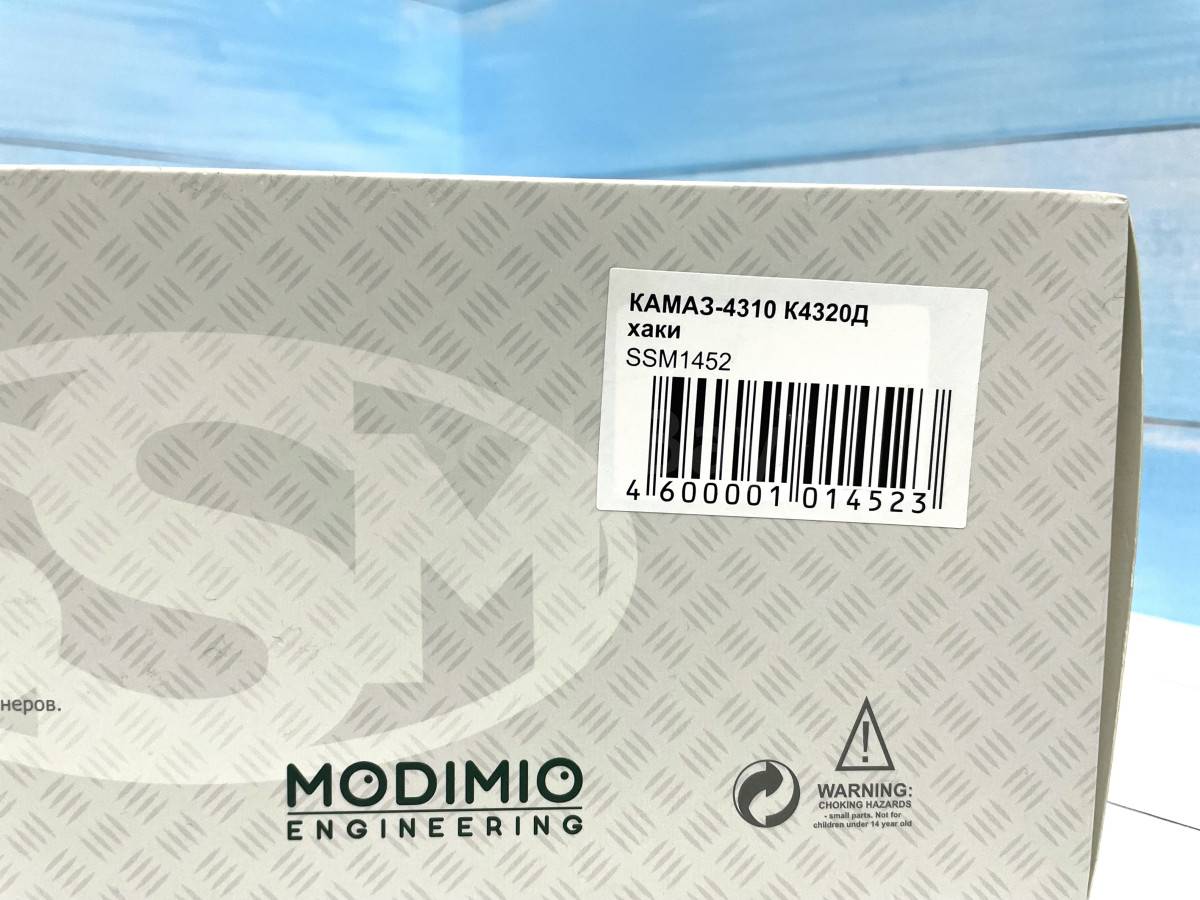 КАМАЗ-4310 К4320Д
хаки
SSM1452
4 600001 014523
SSM
неров.
MODIMIO
ENGINEERING
WARNING:
CHOKING HAZARDS
- small parts. Not for
children under 14 year old